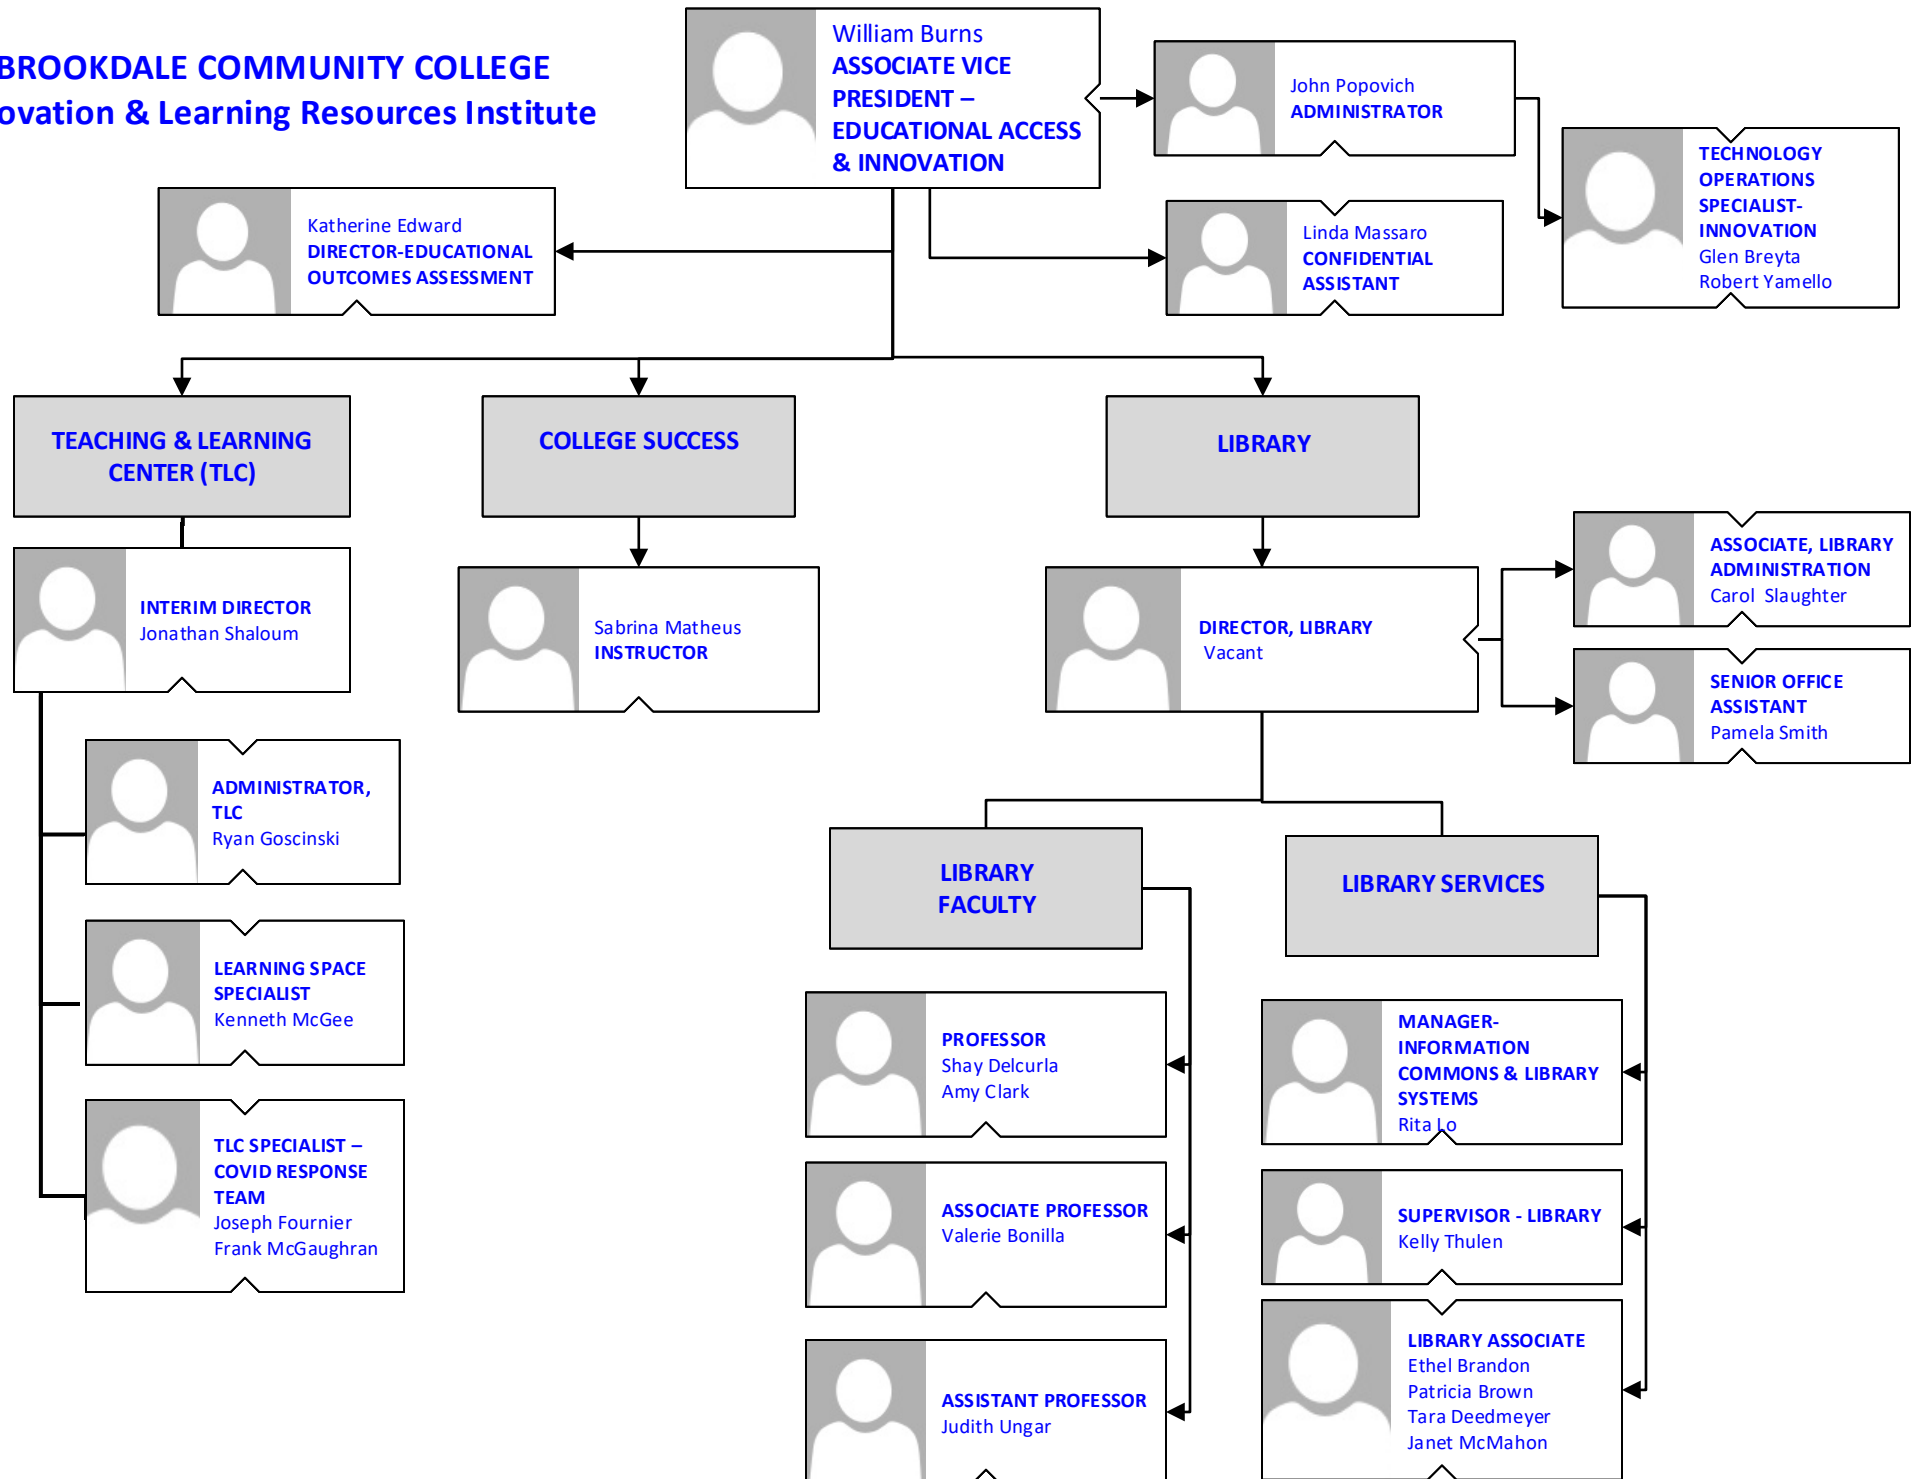 BROOKDALE COMMUNITY COLLEGE
ovation & Learning Resources Institute
William Burns
ASSOCIATE VICE
PRESIDENT –
EDUCATIONAL ACCESS
& INNOVATION
John Popovich
ADMINISTRATOR
TECHNOLOGY
OPERATIONS
SPECIALIST-
INNOVATION
Glen Breyta
Robert Yamello
Katherine Edward
DIRECTOR-EDUCATIONAL
OUTCOMES ASSESSMENT
Linda Massaro
CONFIDENTIAL
ASSISTANT
TEACHING & LEARNING
CENTER (TLC)
COLLEGE SUCCESS
LIBRARY
INTERIM DIRECTOR
Jonathan Shaloum
Sabrina Matheus
INSTRUCTOR
DIRECTOR, LIBRARY
Vacant
ASSOCIATE, LIBRARY
ADMINISTRATION
Carol Slaughter
SENIOR OFFICE
ASSISTANT
Pamela Smith
ADMINISTRATOR,
TLC
Ryan Goscinski
LEARNING SPACE
SPECIALIST
Kenneth McGee
TLC SPECIALIST –
COVID RESPONSE
TEAM
Joseph Fournier
Frank McGaughran
LIBRARY
FACULTY
PROFESSOR
Shay Delcurla
Amy Clark
ASSOCIATE PROFESSOR
Valerie Bonilla
ASSISTANT PROFESSOR
Judith Ungar
LIBRARY SERVICES
MANAGER-
INFORMATION
COMMONS & LIBRARY
SYSTEMS
Rita Lo
SUPERVISOR - LIBRARY
Kelly Thulen
LIBRARY ASSOCIATE
Ethel Brandon
Patricia Brown
Tara Deedmeyer
Janet McMahon